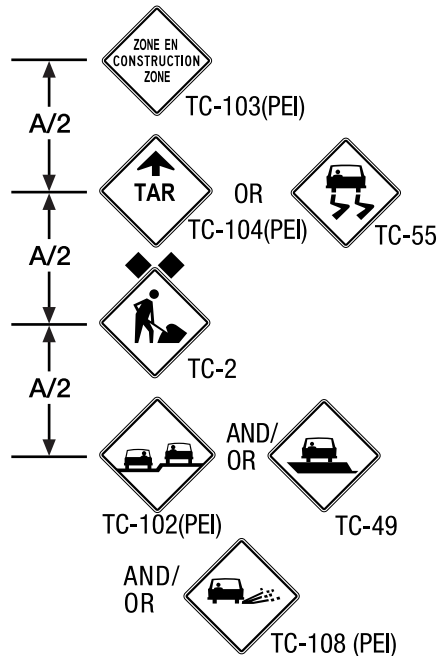 ZONE EN
CONSTRUCTION
ZONE
TC-103(PEI)
A/2
TAR
OR
TC-104(PEI)
TC-55
A/2
TC-2
A/2
AND/
OR
TC-102(PEI)
TC-49
AND/
OR
TC-108 (PEI)